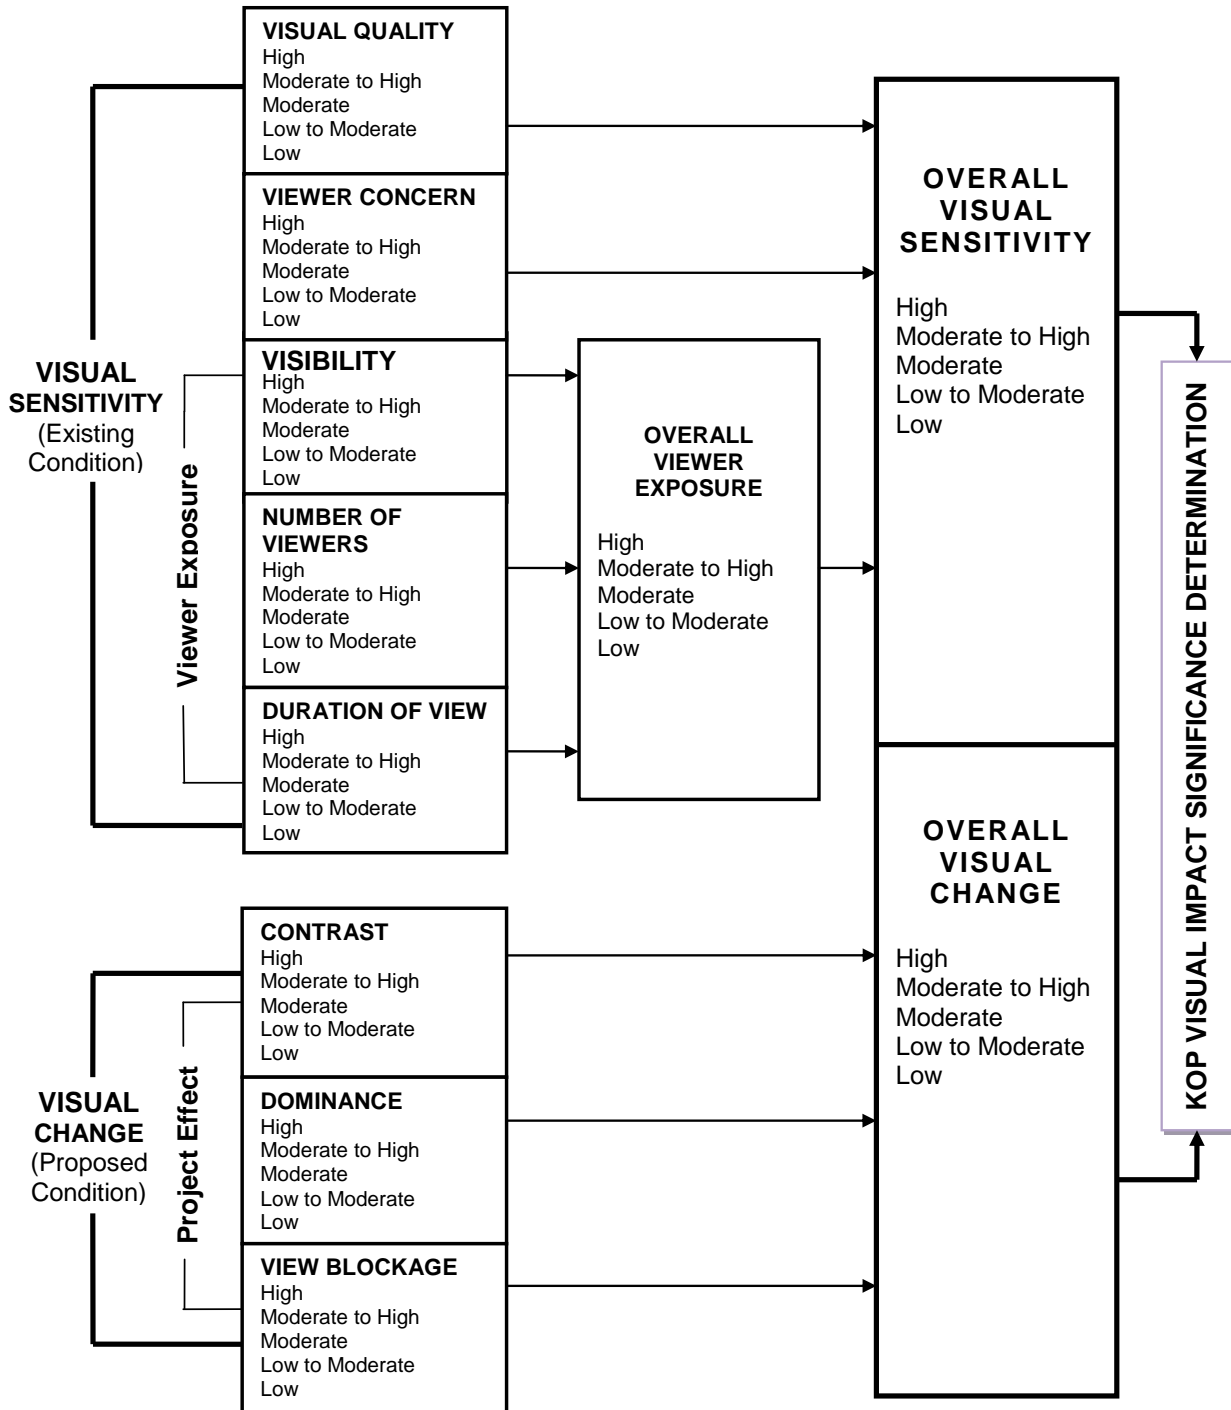 VISUAL QUALITY
High
Moderate to High
Moderate
Low to Moderate
Low
VIEWER CONCERN
High
Moderate to High
Moderate
Low to Moderate
Low
VISUAL
SENSITIVITY
(Existing
Condition)
Viewer Exposure
VISIBILITY
High
Moderate to High
Moderate
Low to Moderate
Low
NUMBER OF
VIEWERS
High
Moderate to High
Moderate
Low to Moderate
Low
DURATION OF VIEW
High
Moderate to High
Moderate
Low to Moderate
Low
OVERALL
VIEWER
EXPOSURE
High
Moderate to High
Moderate
Low to Moderate
Low
OVERALL
VISUAL
SENSITIVITY
High
Moderate to High
Moderate
Low to Moderate
Low
VISUAL
CHANGE
(Proposed
Condition)
Project Effect
CONTRAST
High
Moderate to High
Moderate
Low to Moderate
Low
DOMINANCE
High
Moderate to High
Moderate
Low to Moderate
Low
VIEW BLOCKAGE
High
Moderate to High
Moderate
Low to Moderate
Low
OVERALL
VISUAL
CHANGE
High
Moderate to High
Moderate
Low to Moderate
Low
KOP VISUAL IMPACT SIGNIFICANCE DETERMINATION